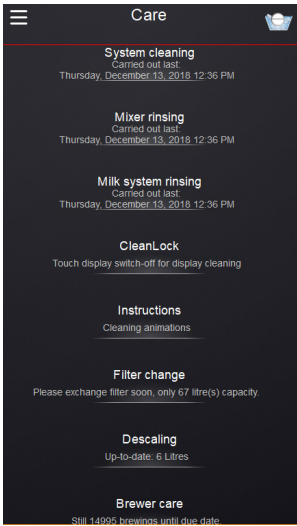 Care
System cleaning
Carried out last:
Thursday, December 13, 2018 12:36 PM
Mixer rinsing
Carried out last:
Thursday, December 13, 2018 12:36 PM
Milk system rinsing
Carried out last:
Thursday, December 13, 2018 12:36 PM
CleanLock
Touch display switch-off for display cleaning
Instructions
Cleaning animations
Filter change
Please exchange filter soon, only 67 litre(s) capacity.
Descaling
Up-to-date: 6 Litres
Brewer care
Still 14995 brewings until due date.